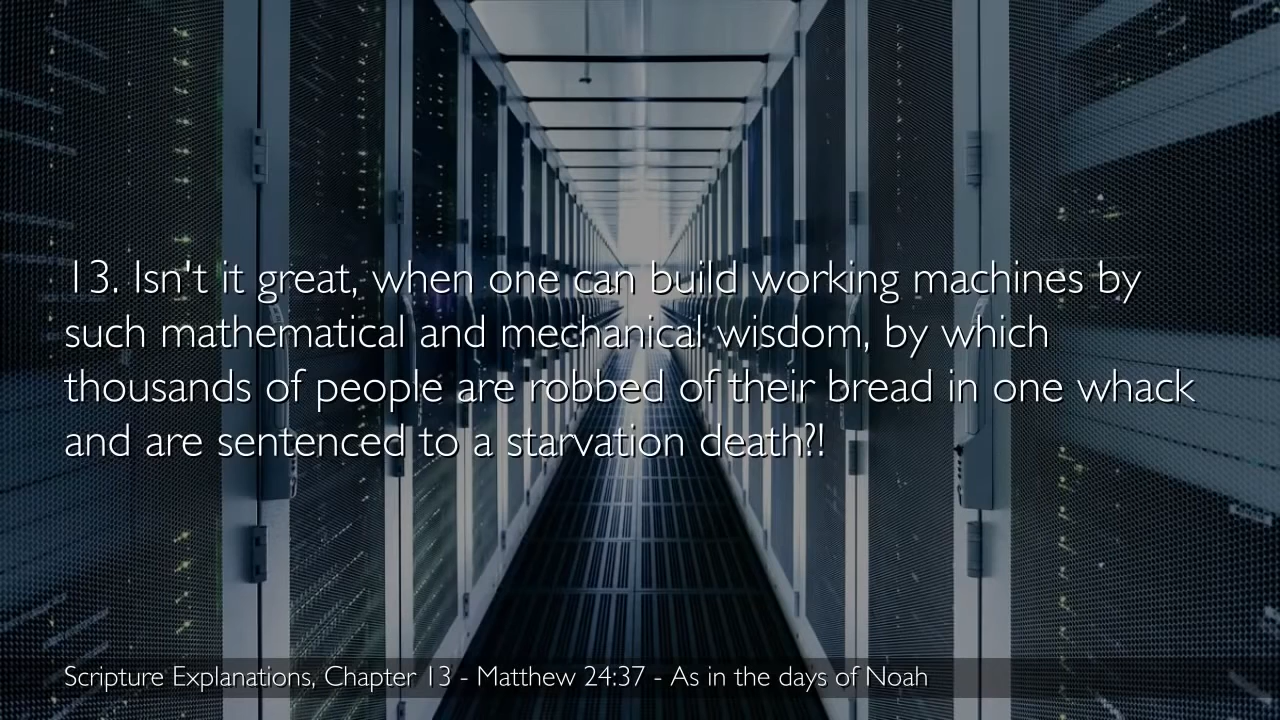 13. Isn't it great, when one can build working machines by
such mathematical and mechanical wisdom, by which
thousands of people are robbed of their bread in one whack
and are sentenced to a starvation death?!
Scripture Explanations, Chapter 13 - Matthew 24:37 - As in the days of Noah